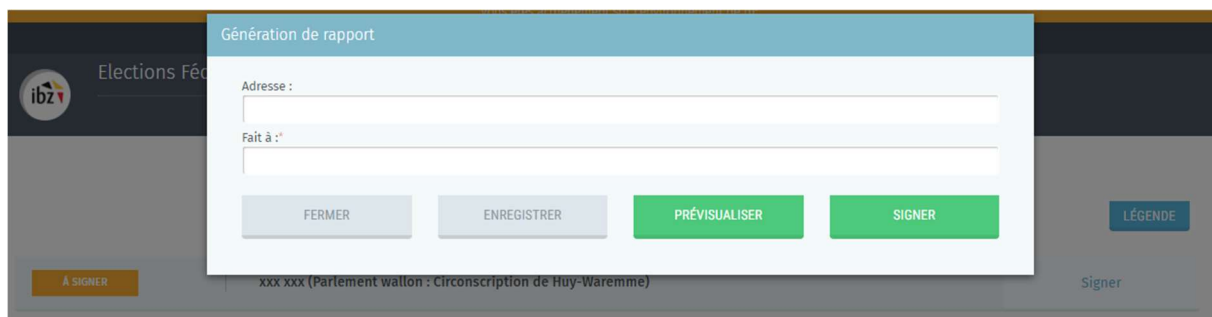 Génération de rapport
Elections Féd
ibz
Adresse :
Fait à :*
FERMER ENREGISTRER PRÉVISUALISER SIGNER
LÉGENDE
À SIGNER xxx xxx (Parlement wallon : Circonscription de Huy-Waremme) Signer